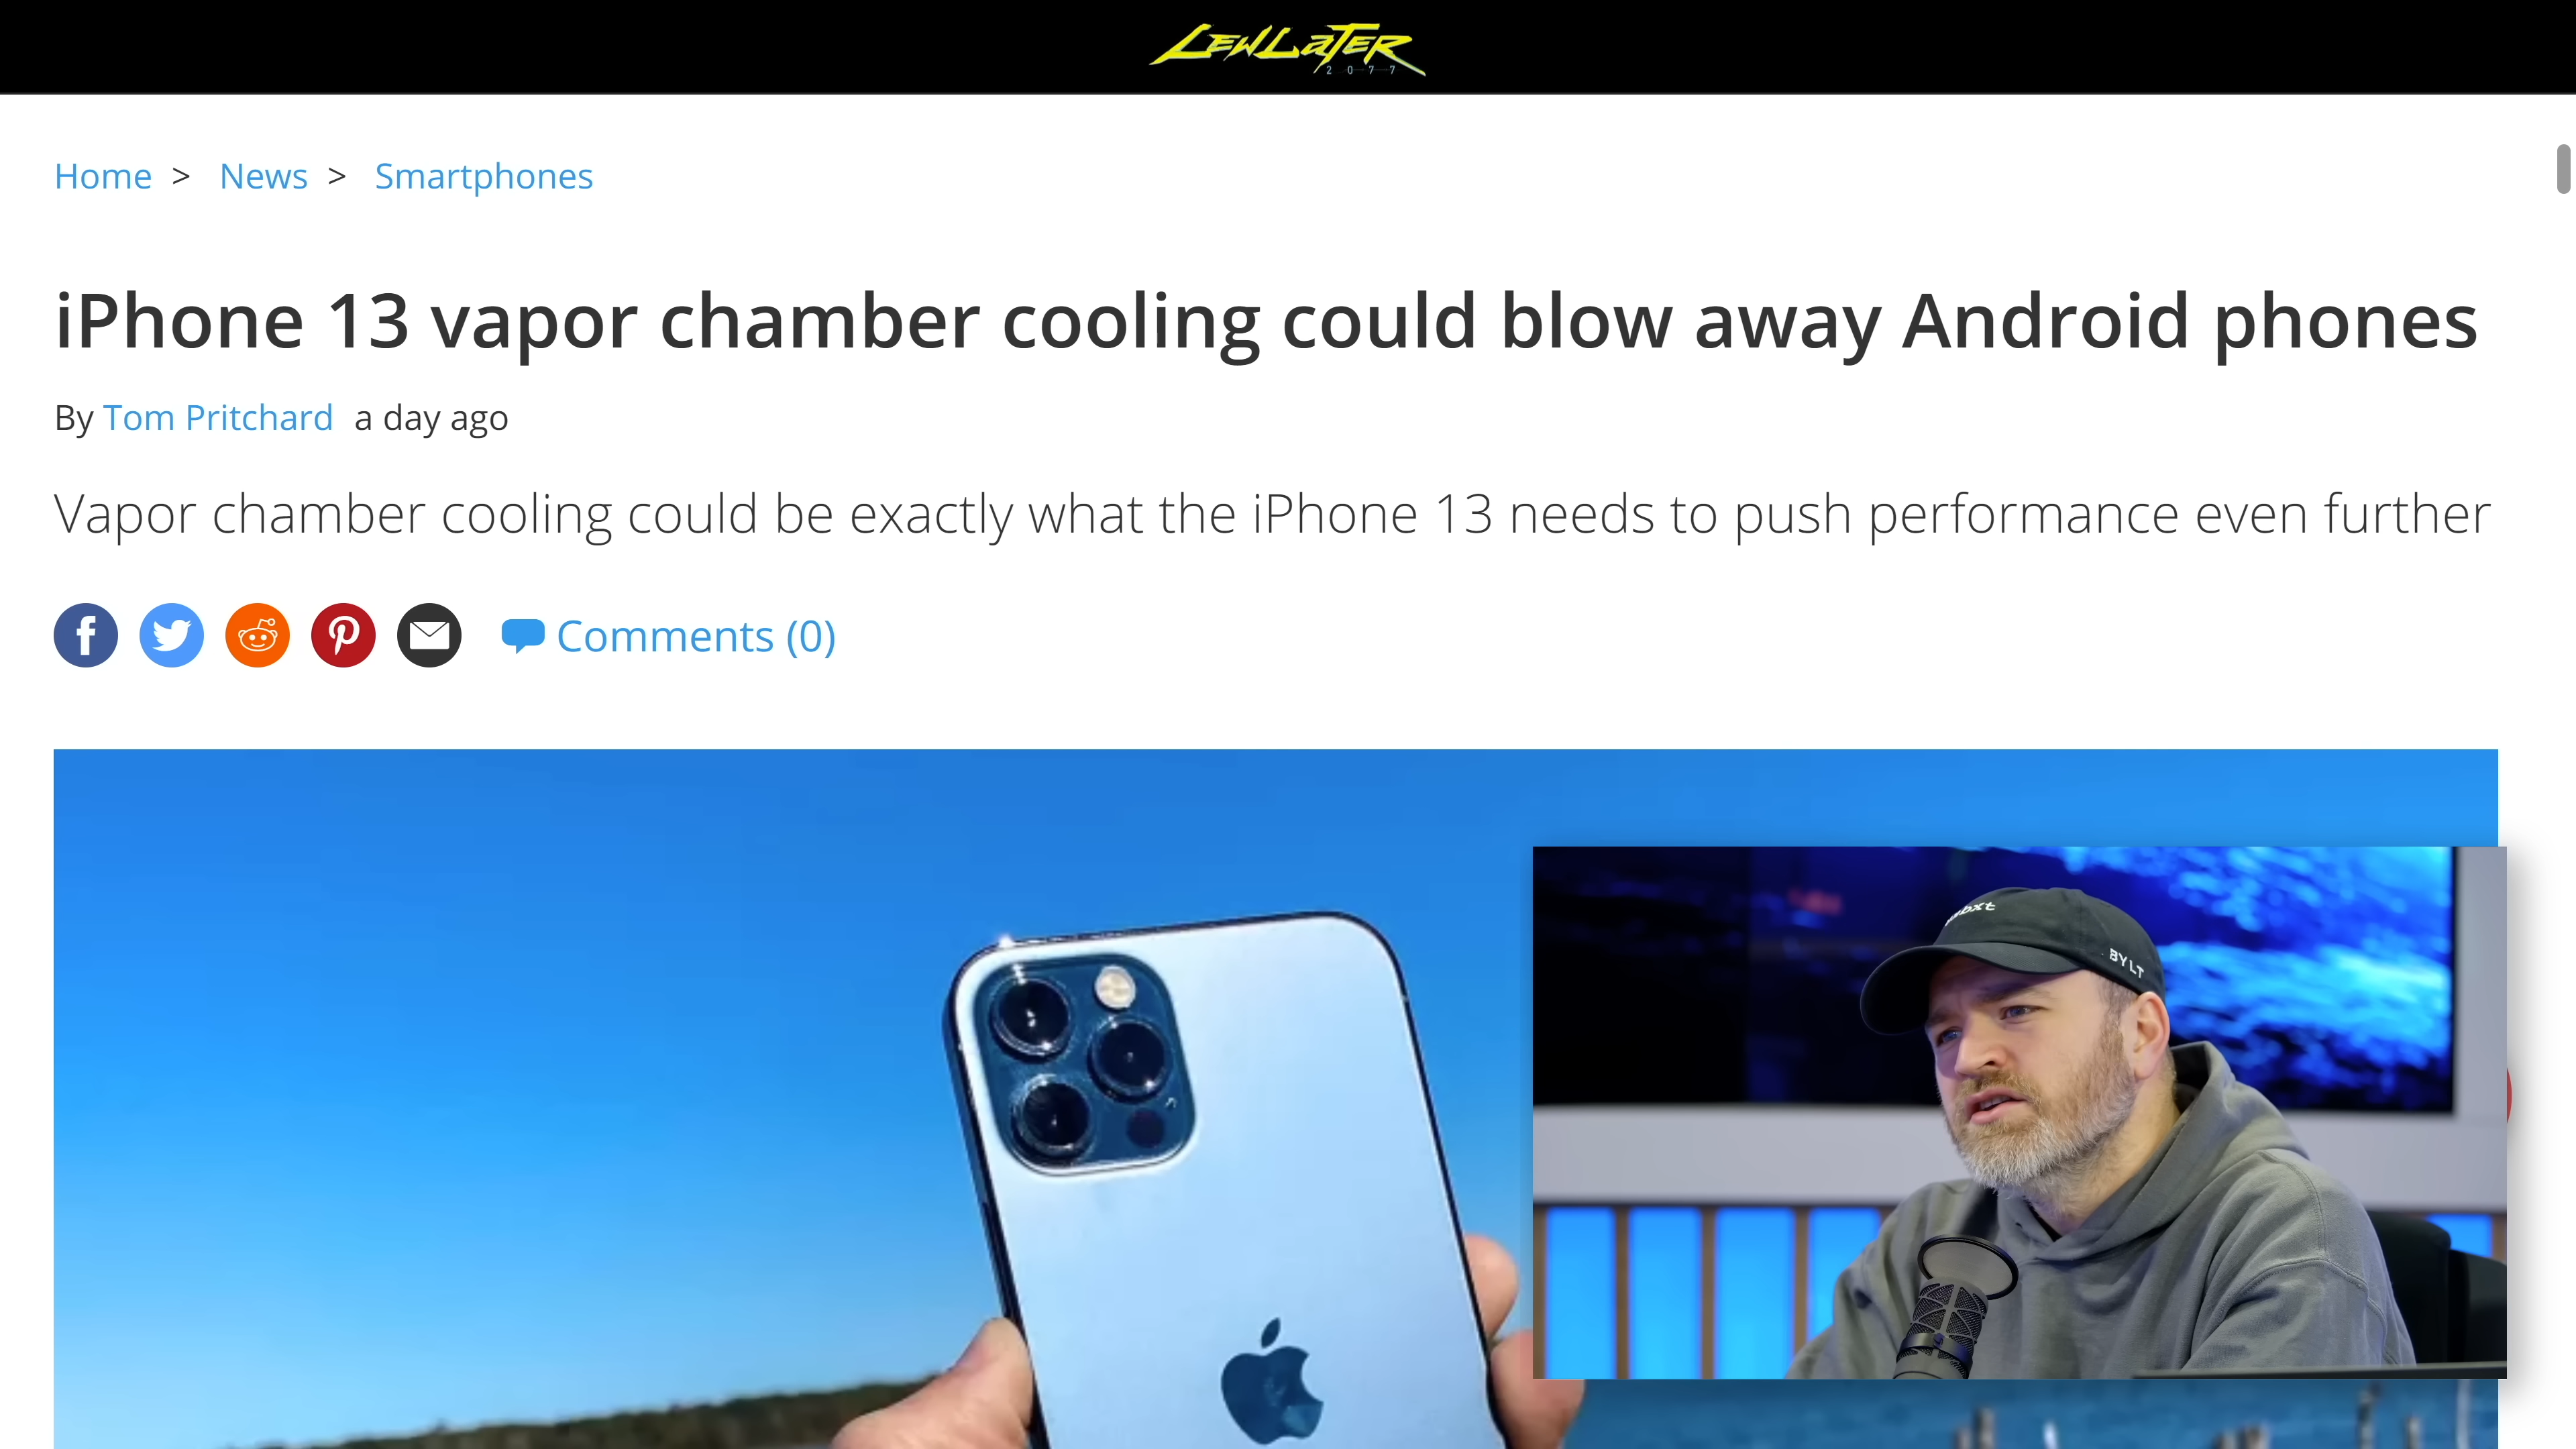 LEWLATER
2077
Home > News > Smartphones
iPhone 13 vapor chamber cooling could blow away Android phones
By Tom Pritchard a day ago
Vapor chamber cooling could be exactly what the iPhone 13 needs to push performance even further
Comments (0)
BYLT